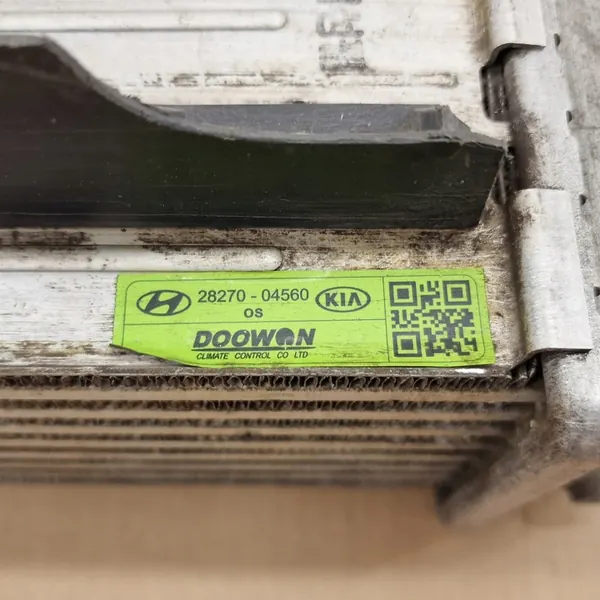 28270 - 04560 KIA
OS
DOOWON
CLIMATE CONTROL CO LTD